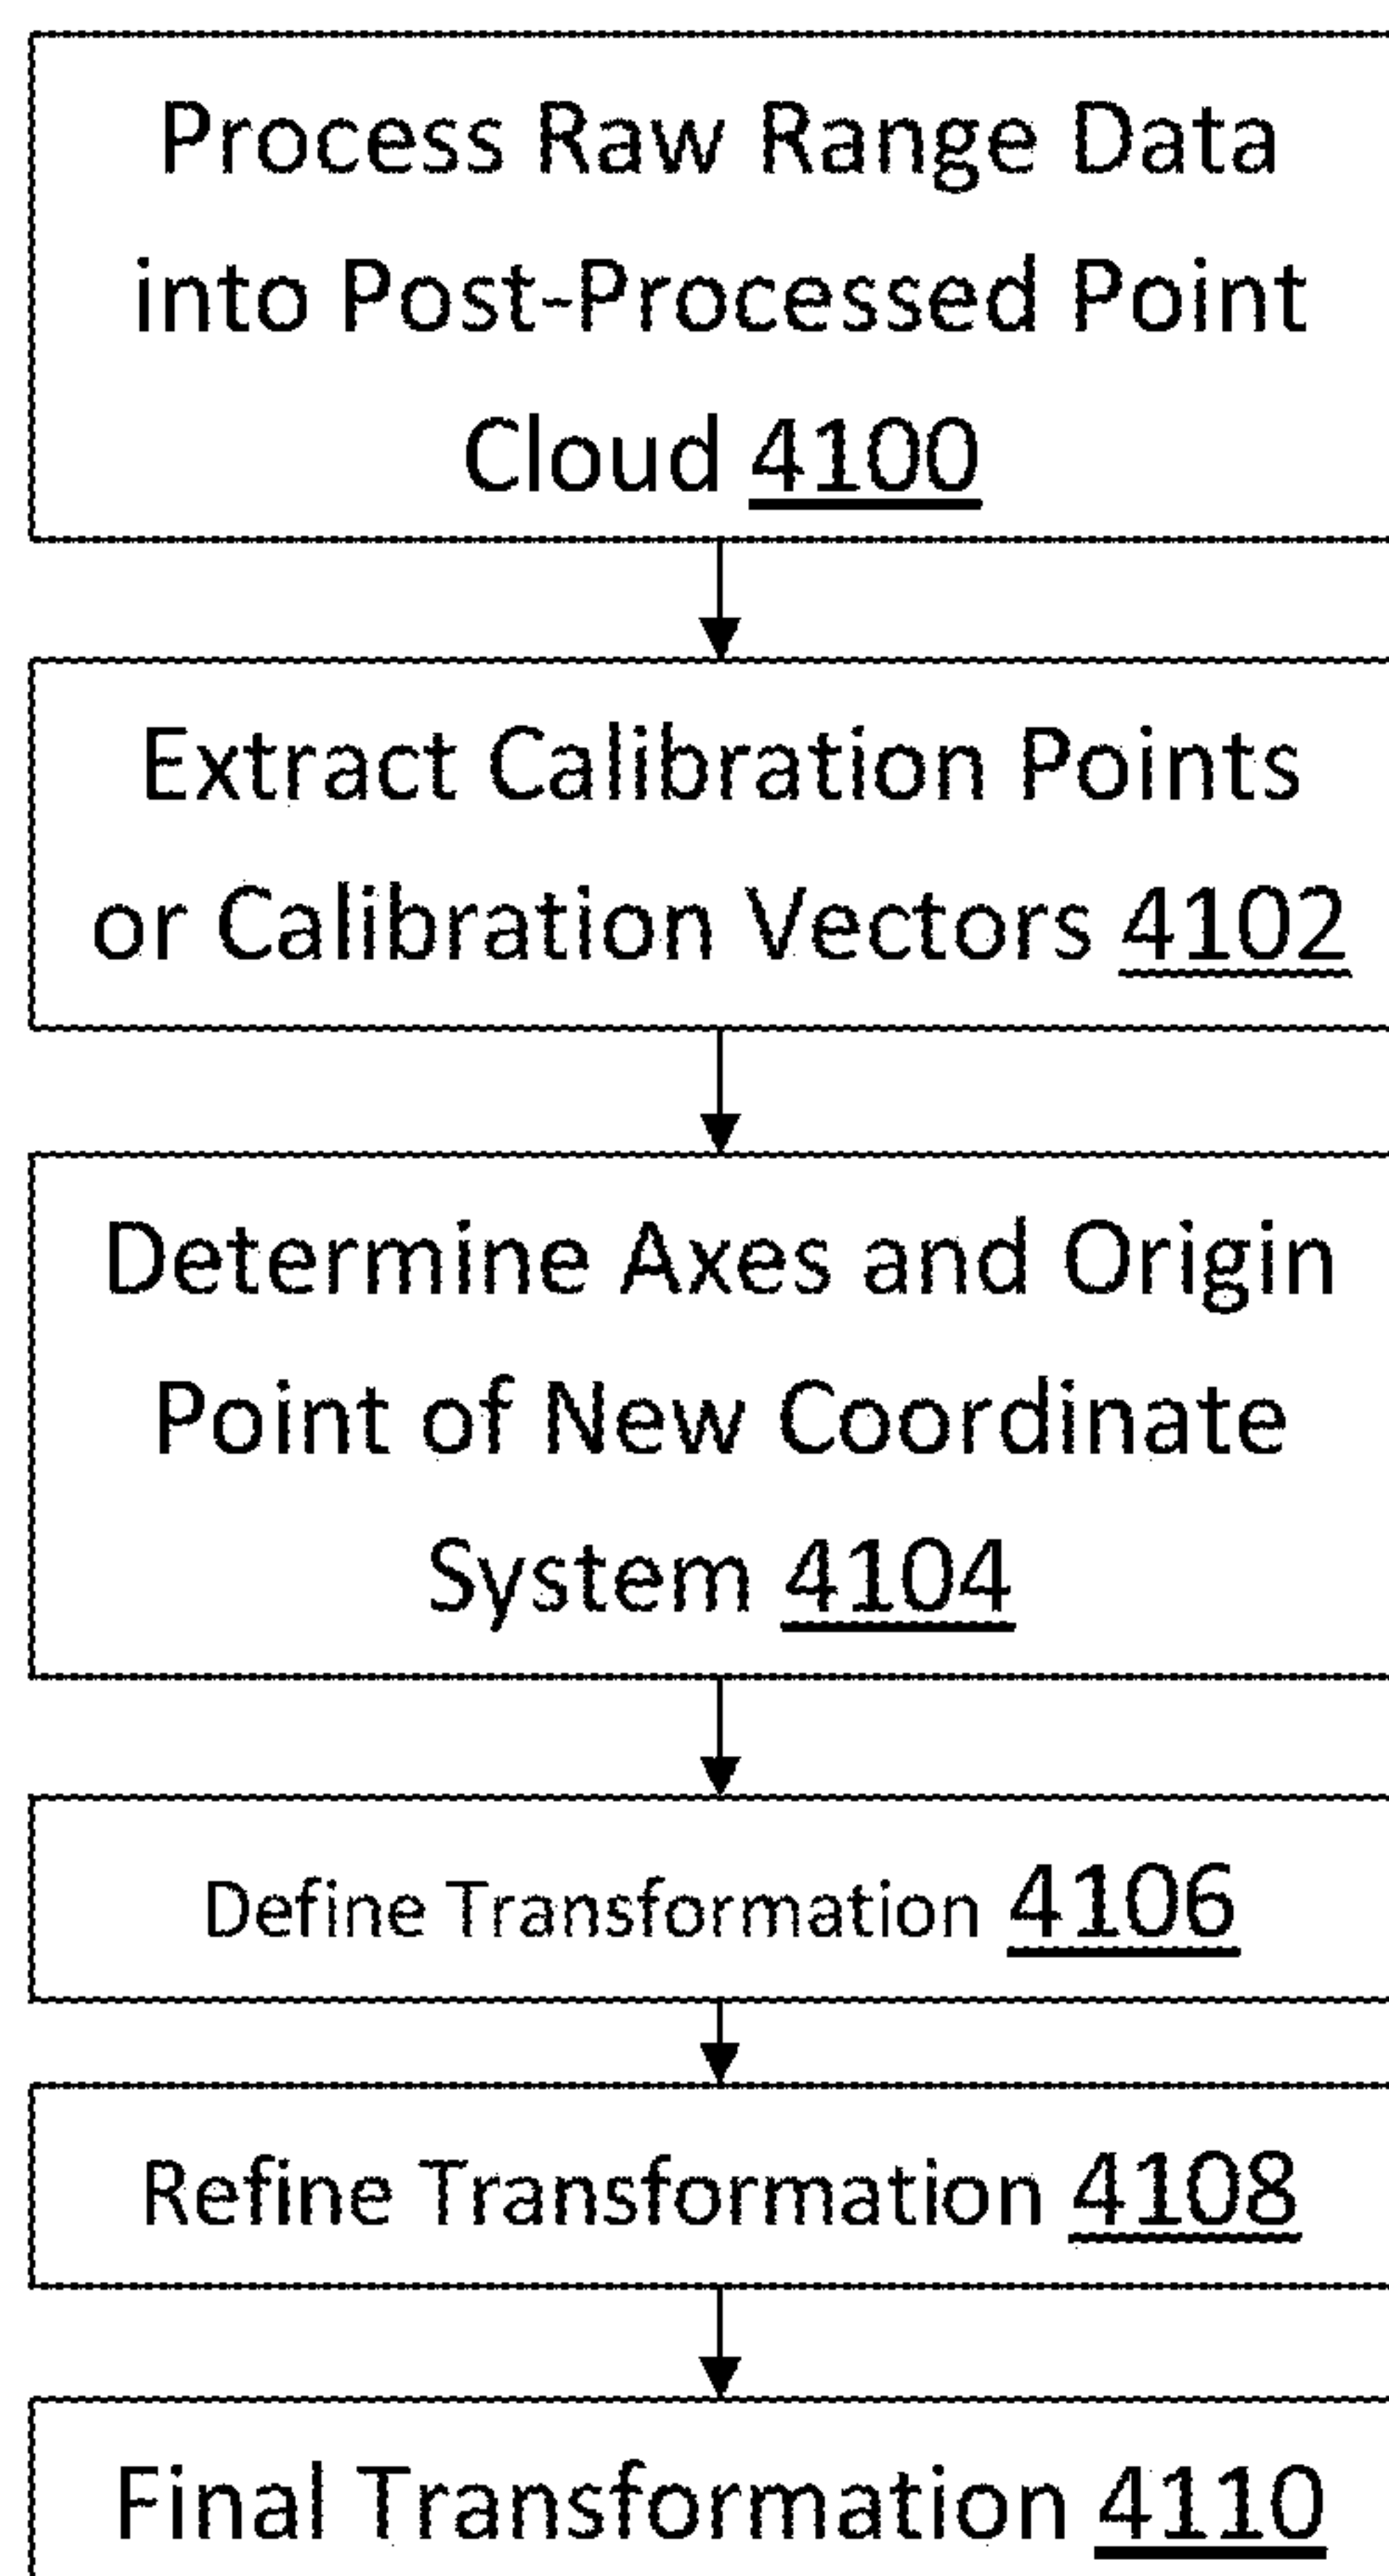 Process Raw Range Data
into Post-Processed Point
Cloud 4100
Extract Calibration Points
or Calibration Vectors 4102
Determine Axes and Origin
Point of New Coordinate
System 4104
Define Transformation 4106
Refine Transformation 4108
Final Transformation 4110